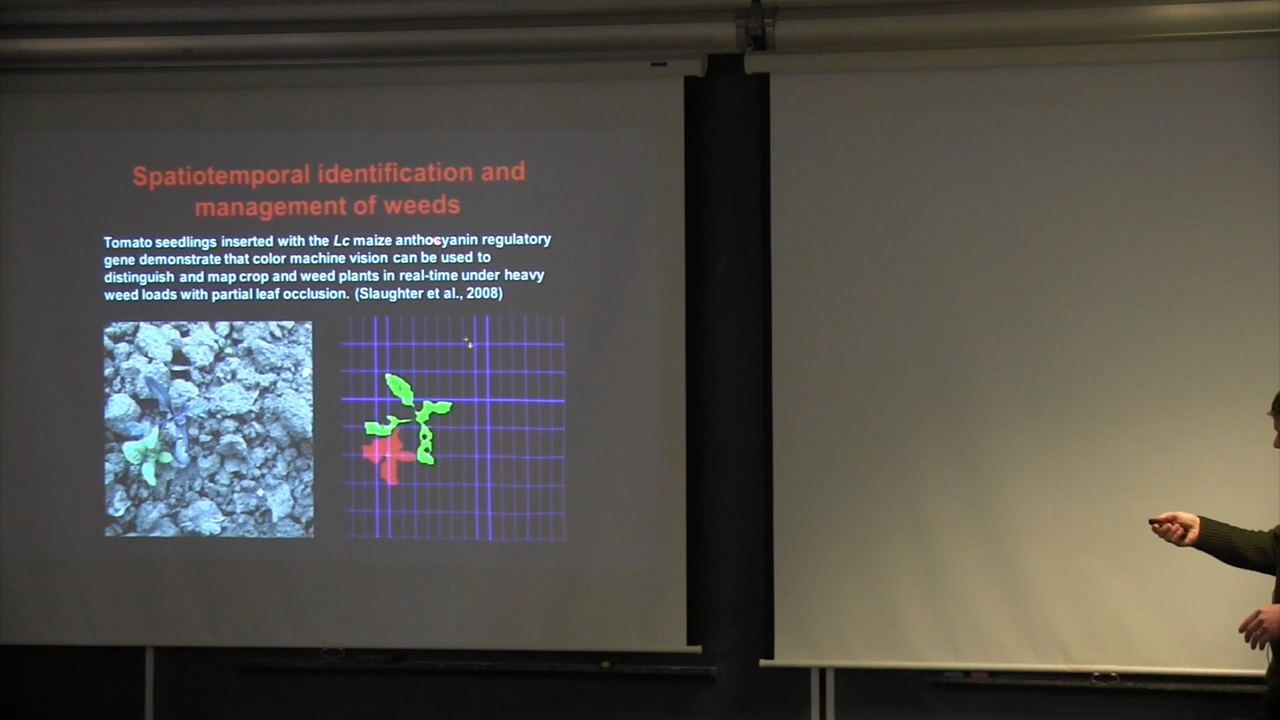 Spatiotemporal identification and
management of weeds
Tomato seedlings inserted with the Lc maize anthocyanin regulatory
gene demonstrate that color machine vision can be used to
distinguish and map crop and weed plants in real-time under heavy
weed loads with partial leaf occlusion. (Slaughter et al., 2008)